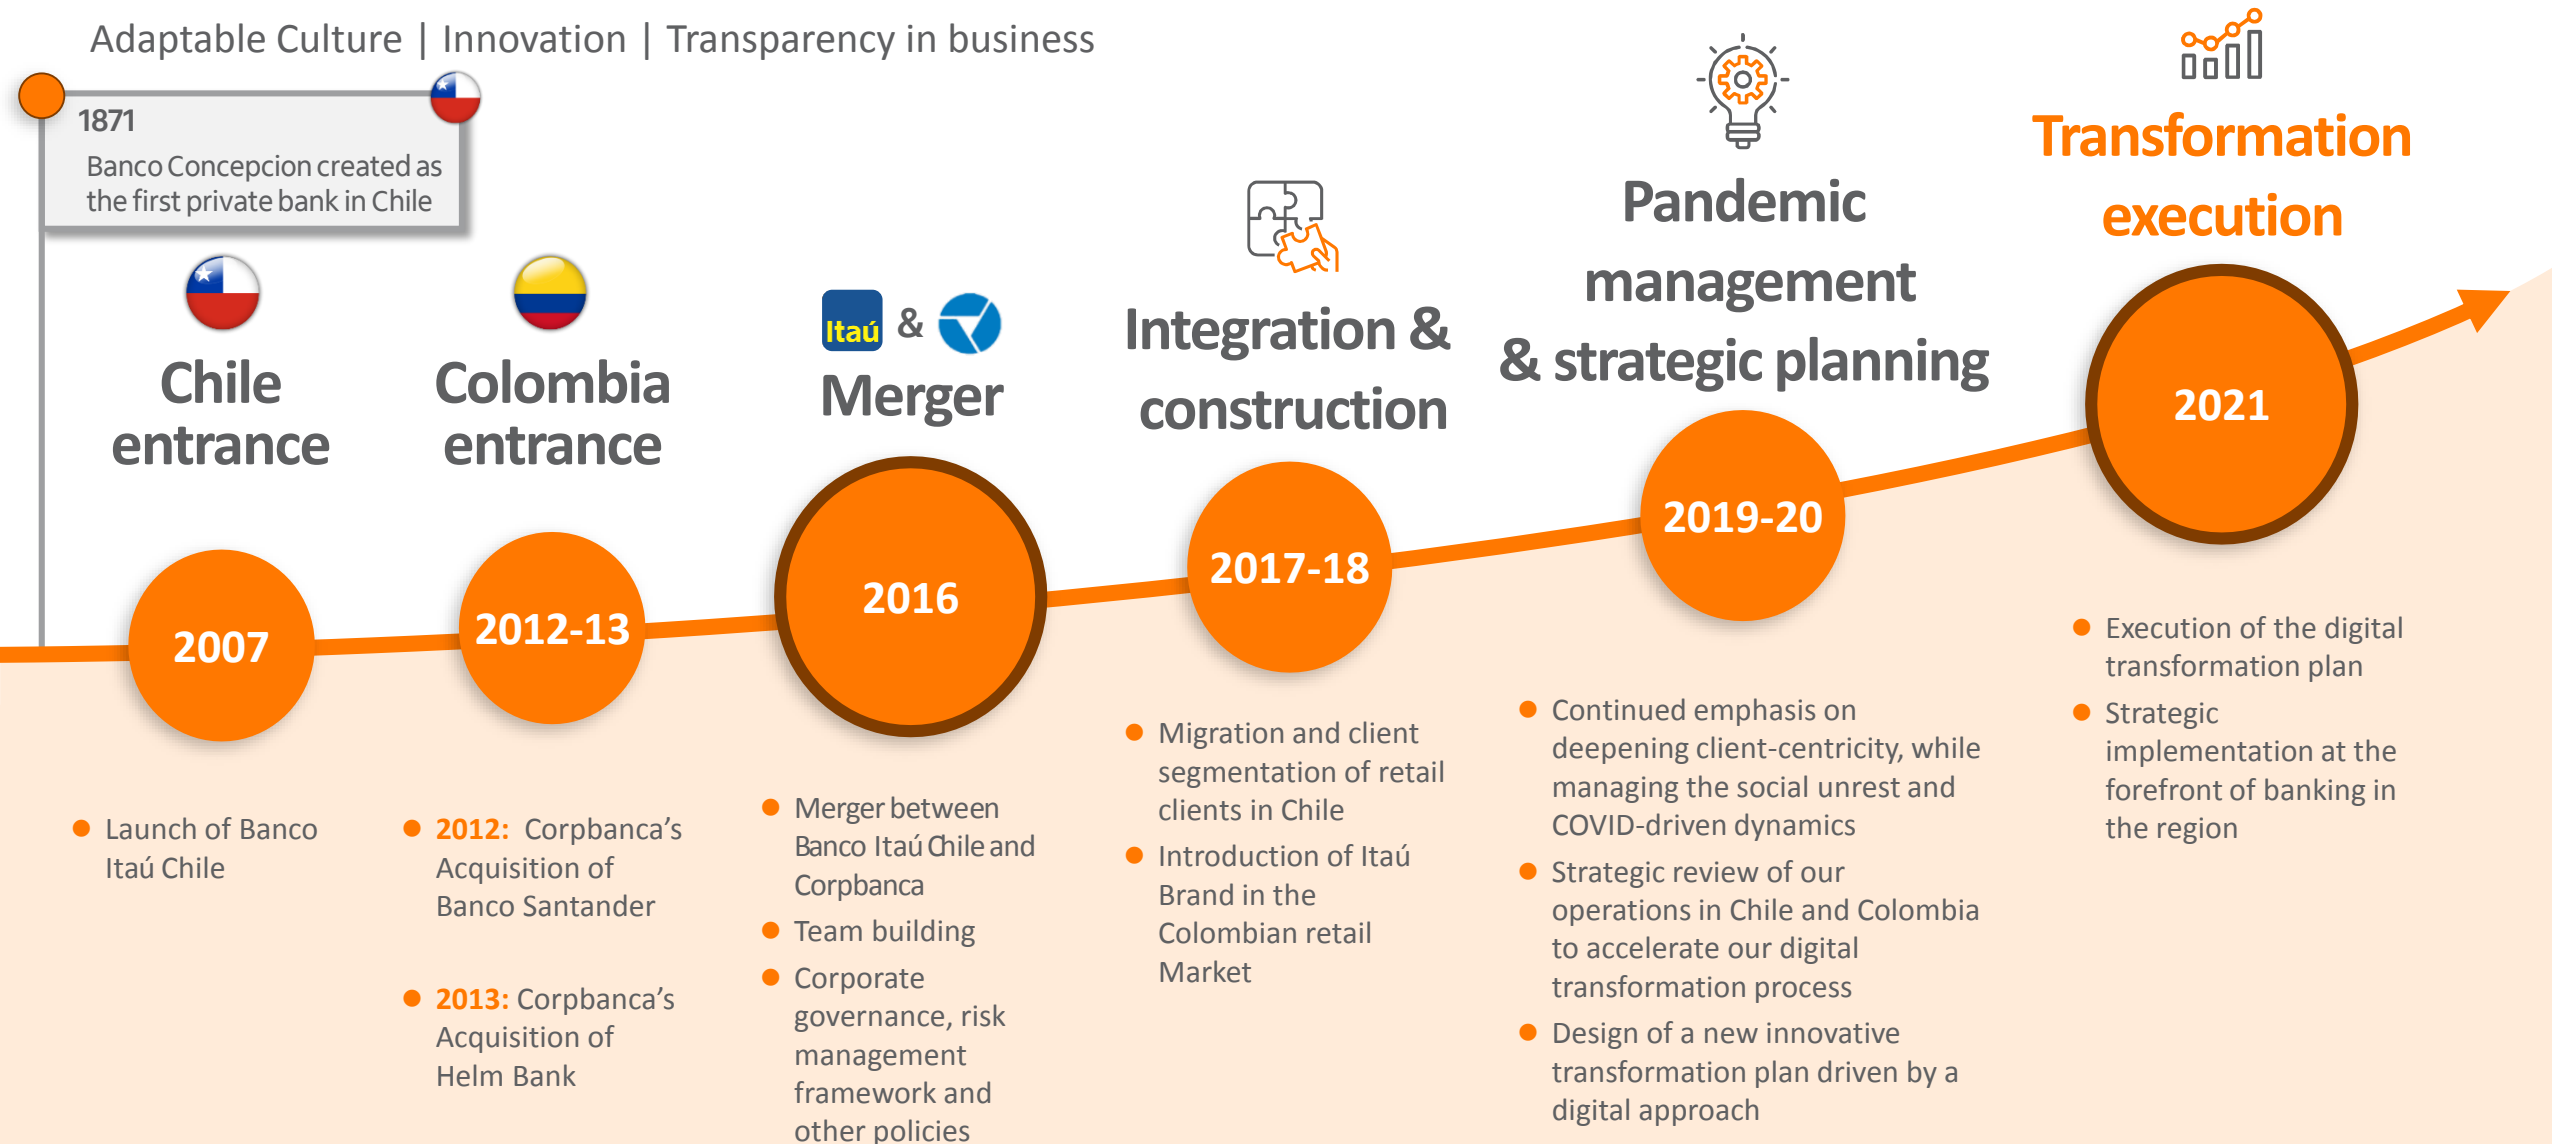 Adaptable Culture | Innovation | Transparency in business
1871
Banco Concepcion created as
the first private bank in Chile
Chile
entrance
2007
Launch of Banco
Itaú Chile
Colombia
entrance
2012-13
2012: Corpbanca's
Acquisition of
Banco Santander
2013: Corpbanca's
Acquisition of
Helm Bank
Itaú &
Merger
2016
Merger between
Banco Itaú Chile and
Corpbanca
Team building
Corporate
governance, risk
management
framework and
other policies
Integration &
construction
2017-18
Migration and client
segmentation of retail
clients in Chile
Introduction of Itaú
Brand in the
Colombian retail
Market
Pandemic
management
& strategic planning
2019-20
Continued emphasis on
deepening client-centricity, while
managing the social unrest and
COVID-driven dynamics
Strategic review of our
operations in Chile and Colombia
to accelerate our digital
transformation process
Design of a new innovative
transformation plan driven by a
digital approach
Transformation
execution
2021
Execution of the digital
transformation plan
Strategic
implementation at the
forefront of banking in
the region